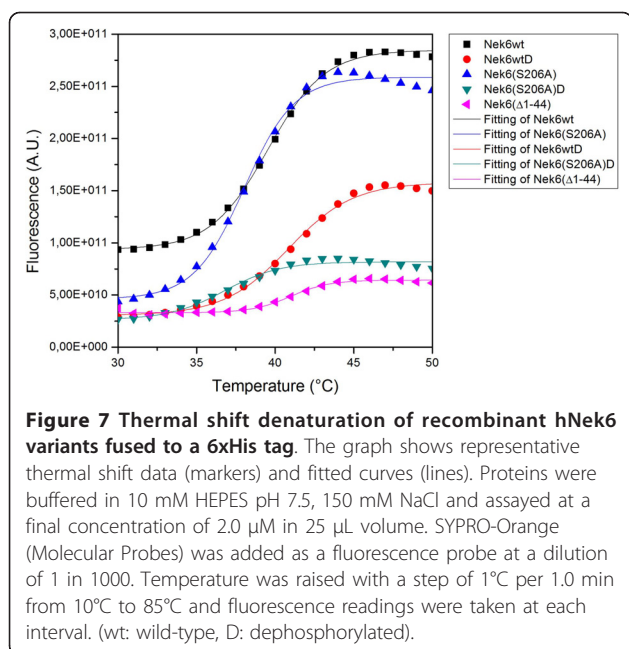 3,00E+011
2,50E+011
2,00E+011
1,50E+011
1,00E+011
5,00E+010
0,00E+000
Fluorescence (A.U.)
30 35 40 45 50
Temperature (°C)
Nek6wt
Nek6wtD
Nek6(S206A)
Nek6(S206A)D
Nek6(Δ1-44)
Fitting of Nek6wt
Fitting of Nek6(S206A)
Fitting of Nek6wtD
Fitting of Nek6(S206A)D
Fitting of Nek6(Δ1-44)
Figure 7 Thermal shift denaturation of recombinant hNek6
variants fused to a 6xHis tag. The graph shows representative
thermal shift data (markers) and fitted curves (lines). Proteins were
buffered in 10 mM HEPES pH 7.5, 150 mM NaCl and assayed at a
final concentration of 2.0 μM in 25 μL volume. SYPRO-Orange
(Molecular Probes) was added as a fluorescence probe at a dilution
of 1 in 1000. Temperature was raised with a step of 1°C per 1.0 min
from 10°C to 85°C and fluorescence readings were taken at each
interval. (wt: wild-type, D: dephosphorylated).